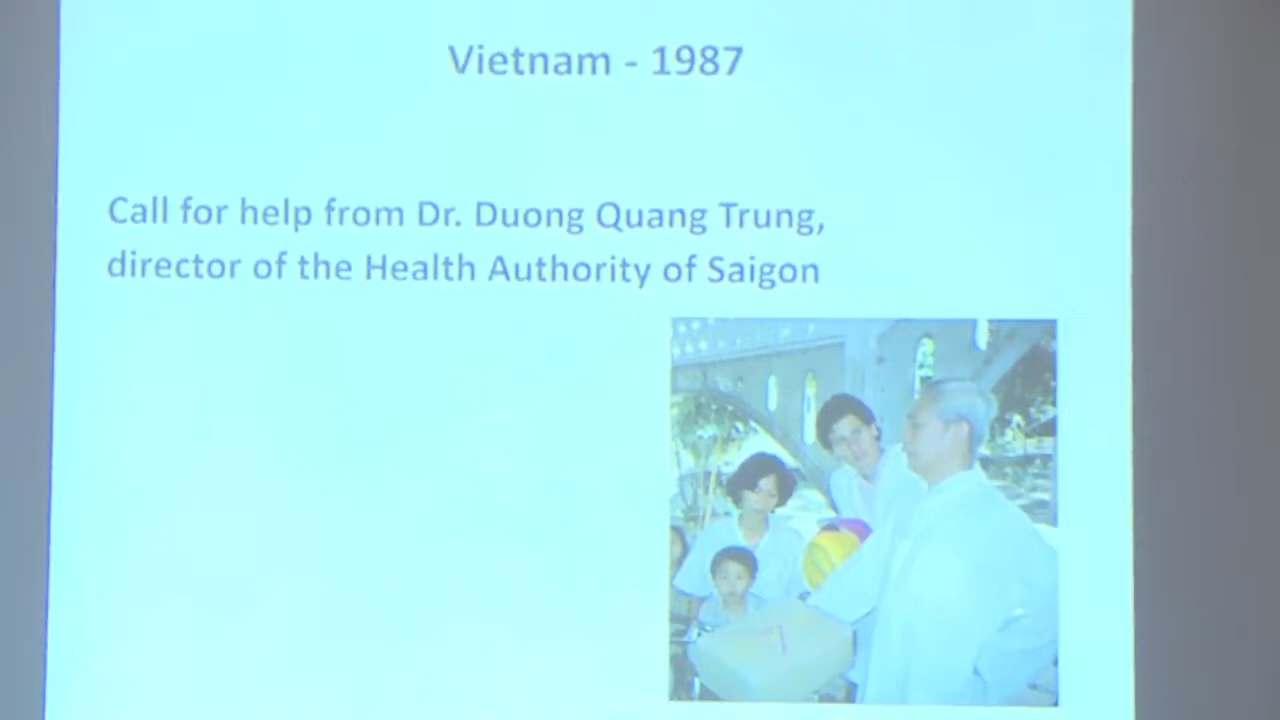 Vietnam - 1987
Call for help from Dr. Duong Quang Trung,
director of the Health Authority of Saigon